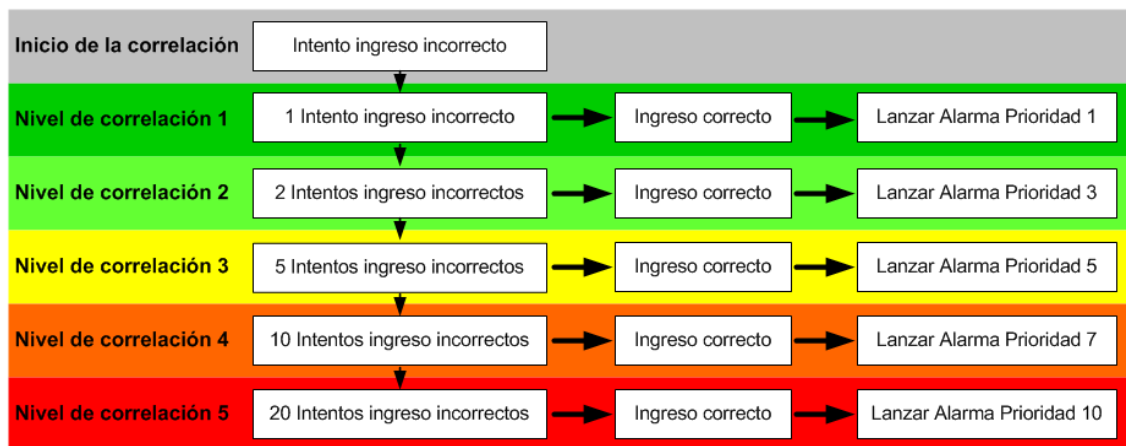 Inicio de la correlación
Intento ingreso incorrecto
Nivel de correlación 1
1 Intento ingreso incorrecto
Ingreso correcto
Lanzar Alarma Prioridad 1
Nivel de correlación 2
2 Intentos ingreso incorrectos
Ingreso correcto
Lanzar Alarma Prioridad 3
Nivel de correlación 3
5 Intentos ingreso incorrectos
Ingreso correcto
Lanzar Alarma Prioridad 5
Nivel de correlación 4
10 Intentos ingreso incorrectos
Ingreso correcto
Lanzar Alarma Prioridad 7
Nivel de correlación 5
20 Intentos ingreso incorrectos
Ingreso correcto
Lanzar Alarma Prioridad 10